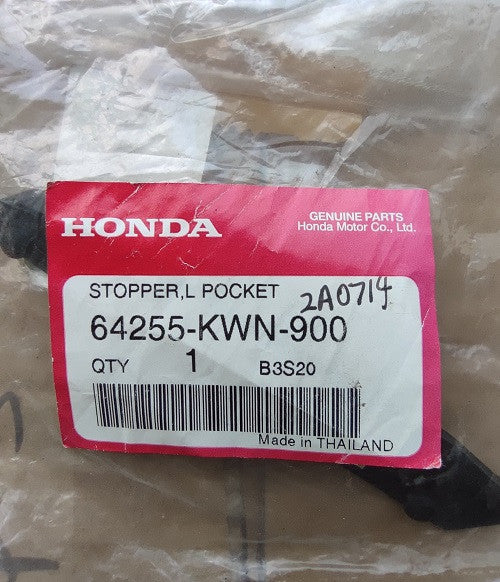 HONDA
GENUINE PARTS
Honda Motor Co., Ltd.
STOPPER,L POCKET
2A0714
64255-KWN-900
QTY 1 B3S20
Made in THAILAND